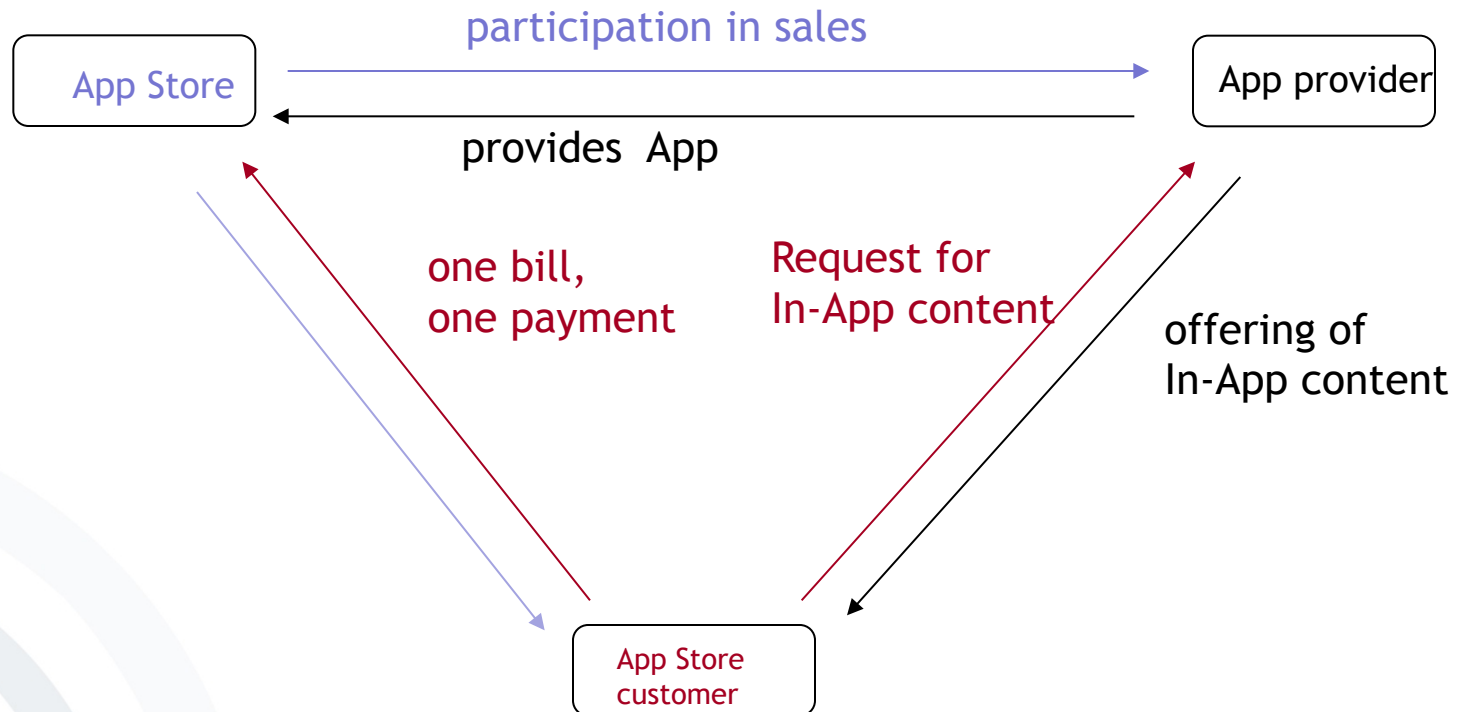 participation in sales
App Store
App provider
provides App
one bill,
one payment
Request for
In-App content
offering of
In-App content
App Store
customer